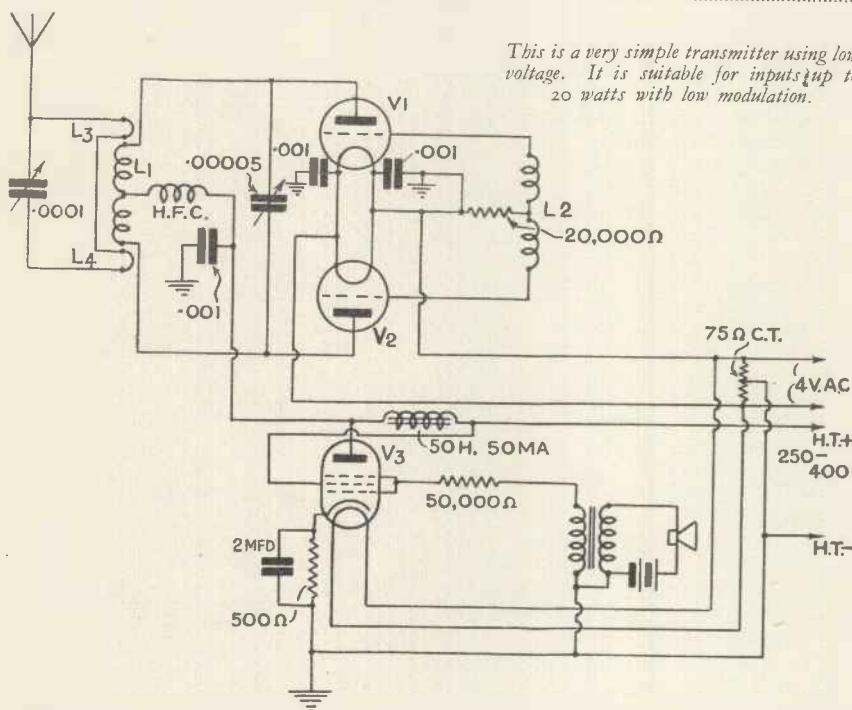 This is a very simple transmitter using low
voltage. It is suitable for inputs up to
20 watts with low modulation.
V1
L3
.001
.001
.00005
L1
H.F.C.
L2
.0001
20,000Ω
L4
.001
V2
75Ω C.T.
4V.A.C
H.T.+
50H. 50MA
250-
400
V3
50,000Ω
2MFD
H.T.-
500Ω